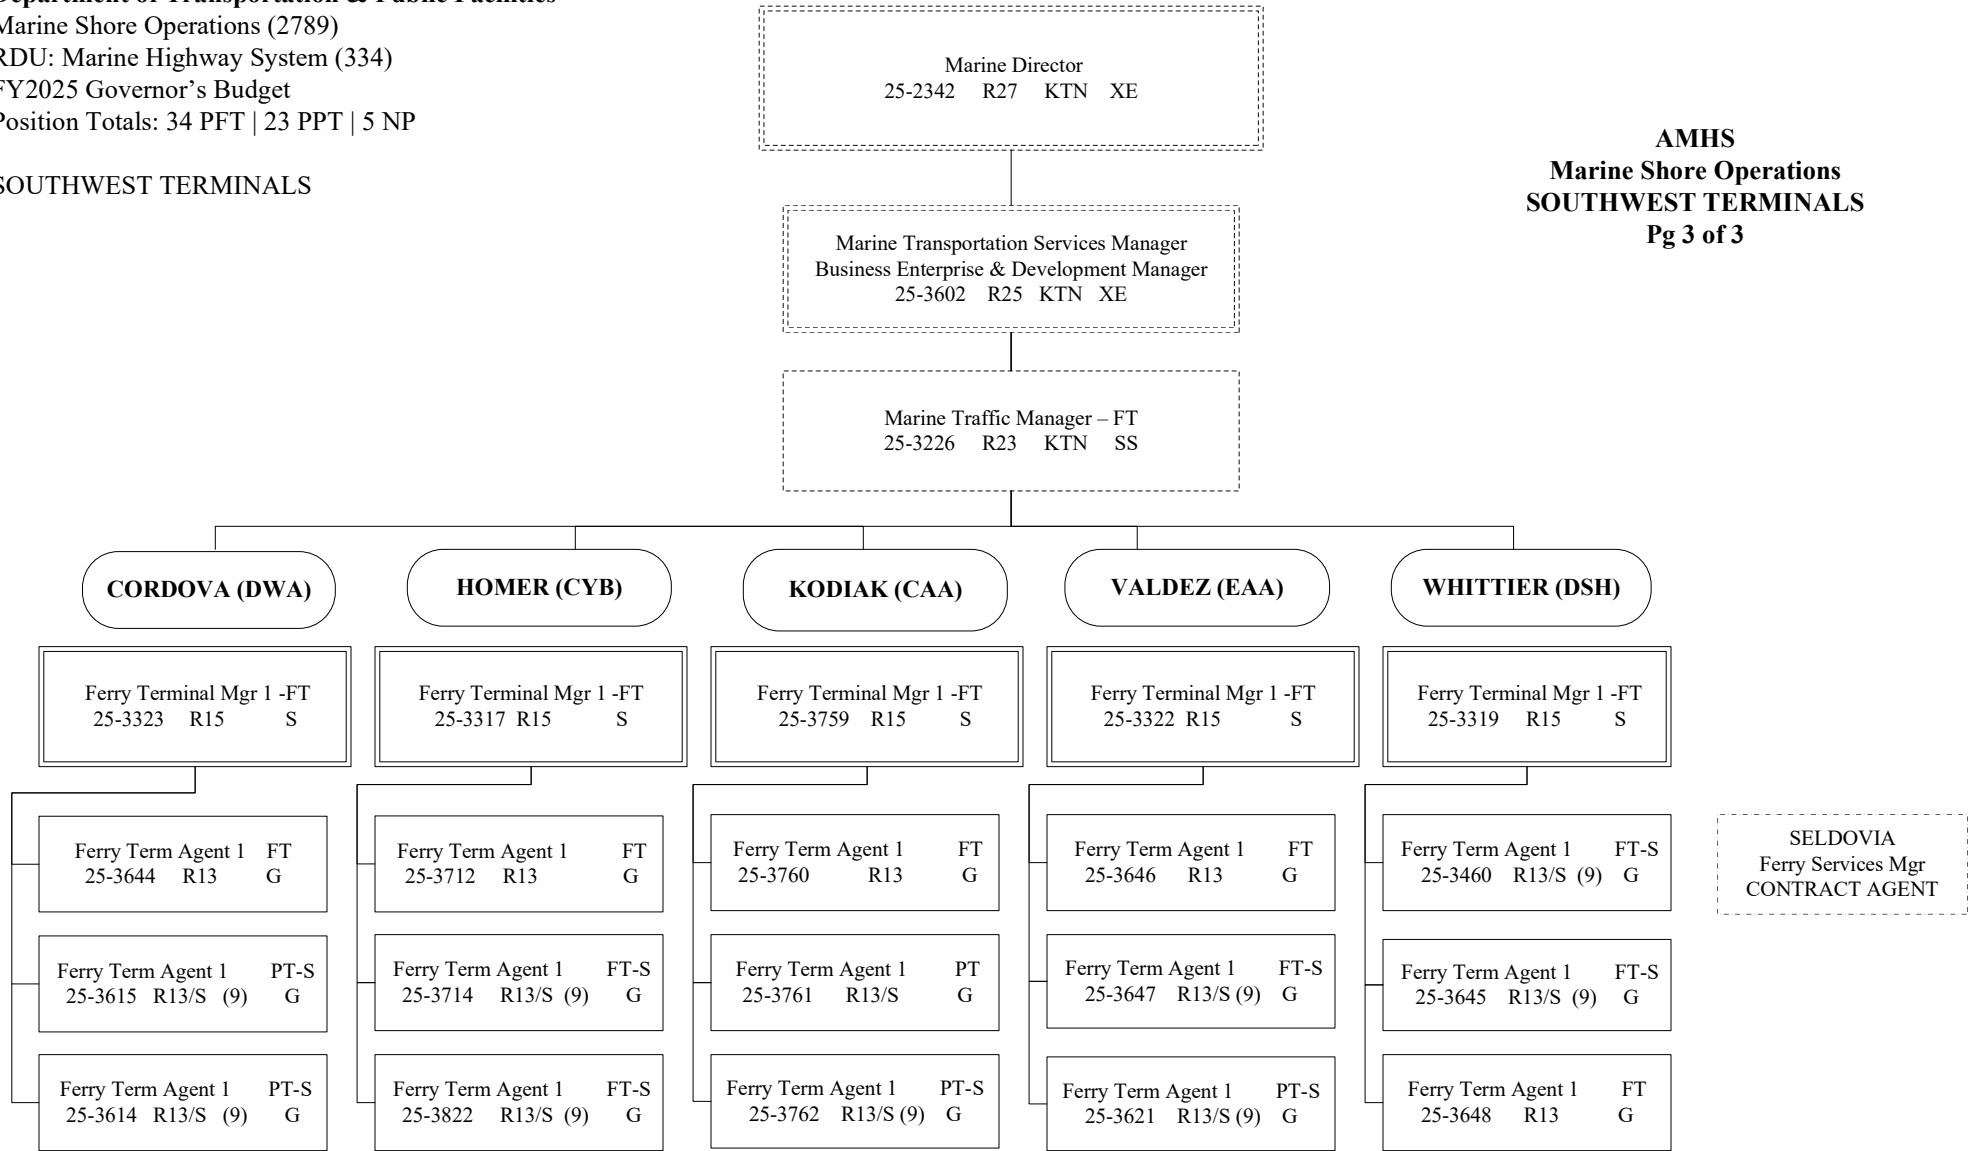 Department of Transportation & Public Facilities
Marine Shore Operations (2789)
RDU: Marine Highway System (334)
FY2025 Governor's Budget
Position Totals: 34 PFT | 23 PPT | 5 NP
SOUTHWEST TERMINALS
AMHS
Marine Shore Operations
SOUTHWEST TERMINALS
Pg 3 of 3
Marine Director
25-2342 R27 KTN XE
Marine Transportation Services Manager
Business Enterprise & Development Manager
25-3602 R25 KTN XE
Marine Traffic Manager – FT
25-3226 R23 KTN SS
CORDOVA (DWA)
Ferry Terminal Mgr 1 -FT
25-3323 R15 S
Ferry Term Agent 1 FT
25-3644 R13 G
Ferry Term Agent 1 PT-S
25-3615 R13/S (9) G
Ferry Term Agent 1 PT-S
25-3614 R13/S (9) G
HOMER (CYB)
Ferry Terminal Mgr 1 -FT
25-3317 R15 S
Ferry Term Agent 1 FT
25-3712 R13 G
Ferry Term Agent 1 FT-S
25-3714 R13/S (9) G
Ferry Term Agent 1 FT-S
25-3822 R13/S (9) G
KODIAK (CAA)
Ferry Terminal Mgr 1 -FT
25-3759 R15 S
Ferry Term Agent 1 FT
25-3760 R13 G
Ferry Term Agent 1 PT
25-3761 R13/S G
Ferry Term Agent 1 PT-S
25-3762 R13/S (9) G
VALDEZ (EAA)
Ferry Terminal Mgr 1 -FT
25-3322 R15 S
Ferry Term Agent 1 FT
25-3646 R13 G
Ferry Term Agent 1 FT-S
25-3647 R13/S (9) G
Ferry Term Agent 1 PT-S
25-3621 R13/S (9) G
WHITTIER (DSH)
Ferry Terminal Mgr 1 -FT
25-3319 R15 S
Ferry Term Agent 1 FT-S
25-3460 R13/S (9) G
Ferry Term Agent 1 FT-S
25-3645 R13/S (9) G
Ferry Term Agent 1 FT
25-3648 R13 G
SELDOVIA
Ferry Services Mgr
CONTRACT AGENT